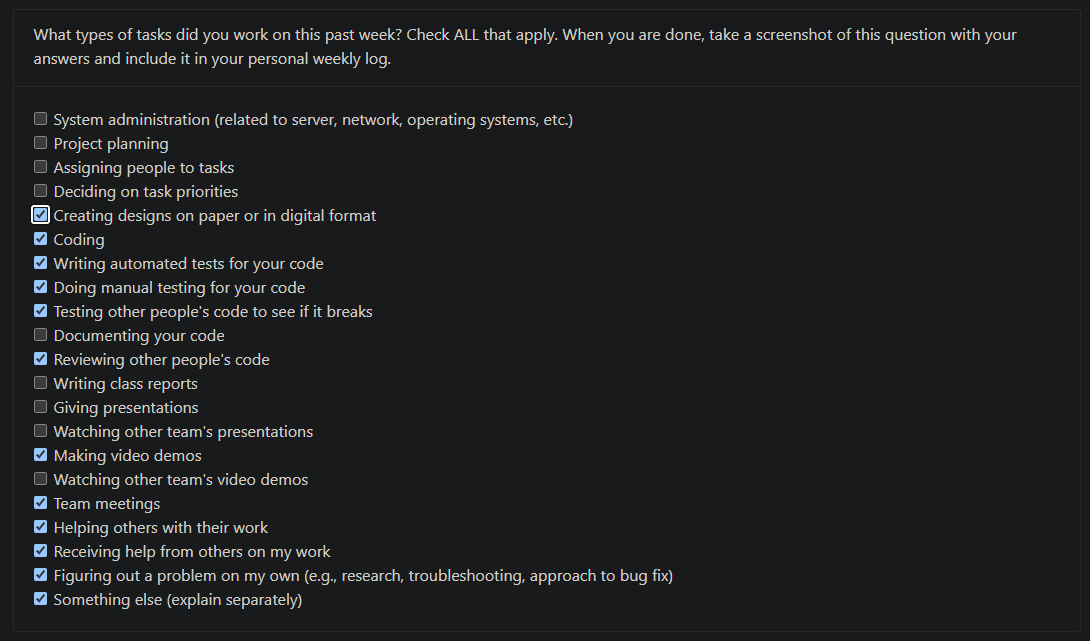 What types of tasks did you work on this past week? Check ALL that apply. When you are done, take a screenshot of this question with your
answers and include it in your personal weekly log.
System administration (related to server, network, operating systems, etc.)
Project planning
Assigning people to tasks
Deciding on task priorities
Creating designs on paper or in digital format
Coding
Writing automated tests for your code
Doing manual testing for your code
Testing other people's code to see if it breaks
Documenting your code
Reviewing other people's code
Writing class reports
Giving presentations
Watching other team's presentations
Making video demos
Watching other team's video demos
Team meetings
Helping others with their work
Receiving help from others on my work
Figuring out a problem on my own (e.g., research, troubleshooting, approach to bug fix)
Something else (explain separately)